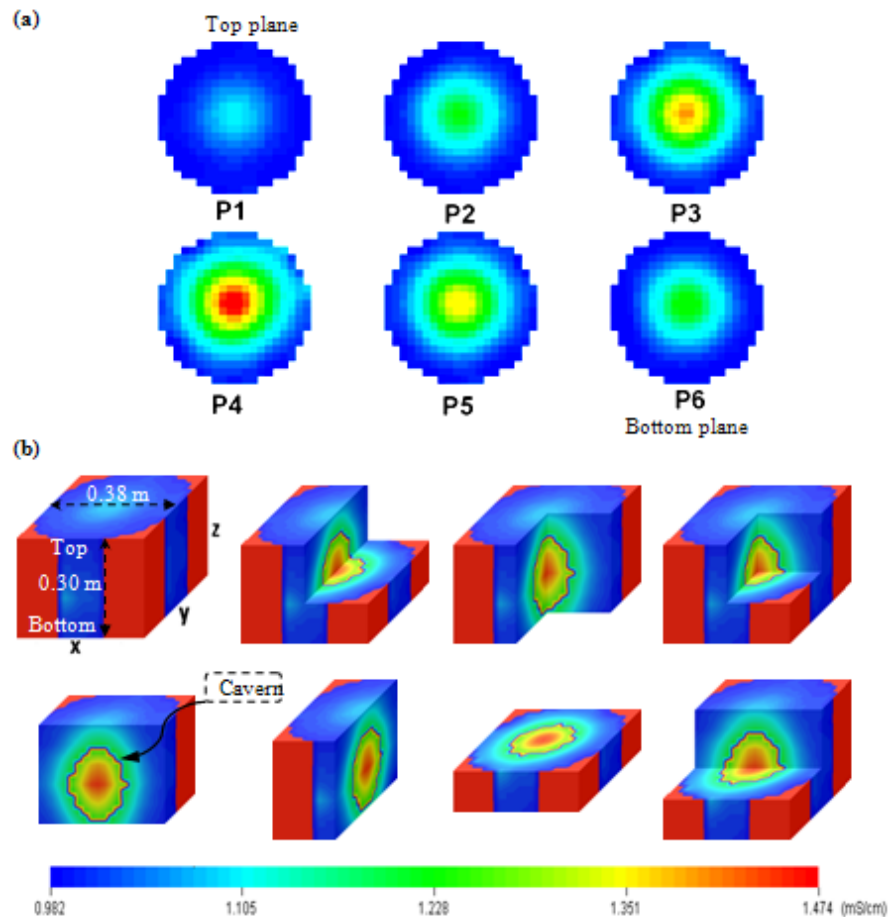 (a)
Top plane
P1 P2 P3
P4 P5 P6
Bottom plane
(b)
0.38 m
Top
0.30 m
Bottom
x
y
z
Cavern
0.982 1.105 1.228 1.351 1.474 (mS/cm)